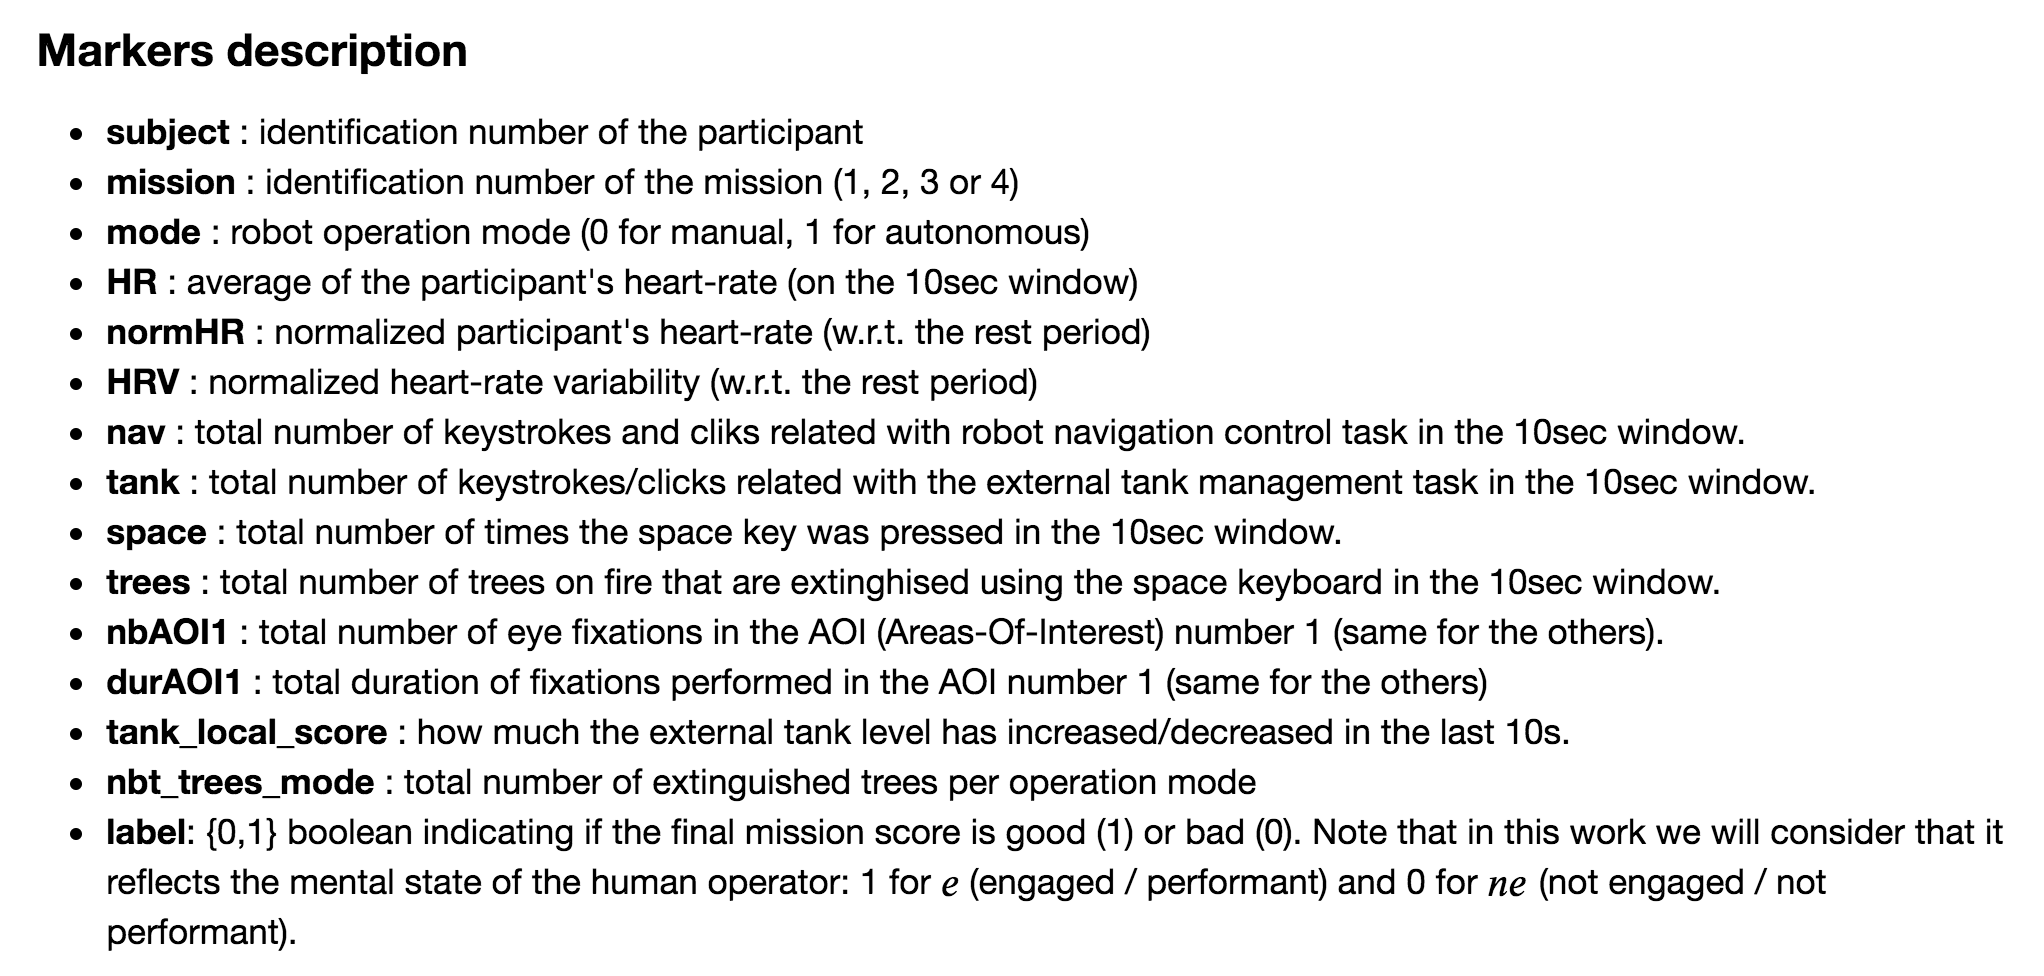 Markers description
• subject : identification number of the participant
• mission : identification number of the mission (1, 2, 3 or 4)
• mode : robot operation mode (0 for manual, 1 for autonomous)
• HR : average of the participant's heart-rate (on the 10sec window)
• normHR : normalized participant's heart-rate (w.r.t. the rest period)
• HRV : normalized heart-rate variability (w.r.t. the rest period)
• nav : total number of keystrokes and cliks related with robot navigation control task in the 10sec window.
• tank : total number of keystrokes/clicks related with the external tank management task in the 10sec window.
• space : total number of times the space key was pressed in the 10sec window.
• trees : total number of trees on fire that are extinghised using the space keyboard in the 10sec window.
• nbAOI1 : total number of eye fixations in the AOI (Areas-Of-Interest) number 1 (same for the others).
• durAOI1 : total duration of fixations performed in the AOI number 1 (same for the others)
• tank_local_score : how much the external tank level has increased/decreased in the last 10s.
• nbt_trees_mode : total number of extinguished trees per operation mode
• label: {0,1} boolean indicating if the final mission score is good (1) or bad (0). Note that in this work we will consider that it
reflects the mental state of the human operator: 1 for e (engaged / performant) and 0 for ne (not engaged / not
performant).